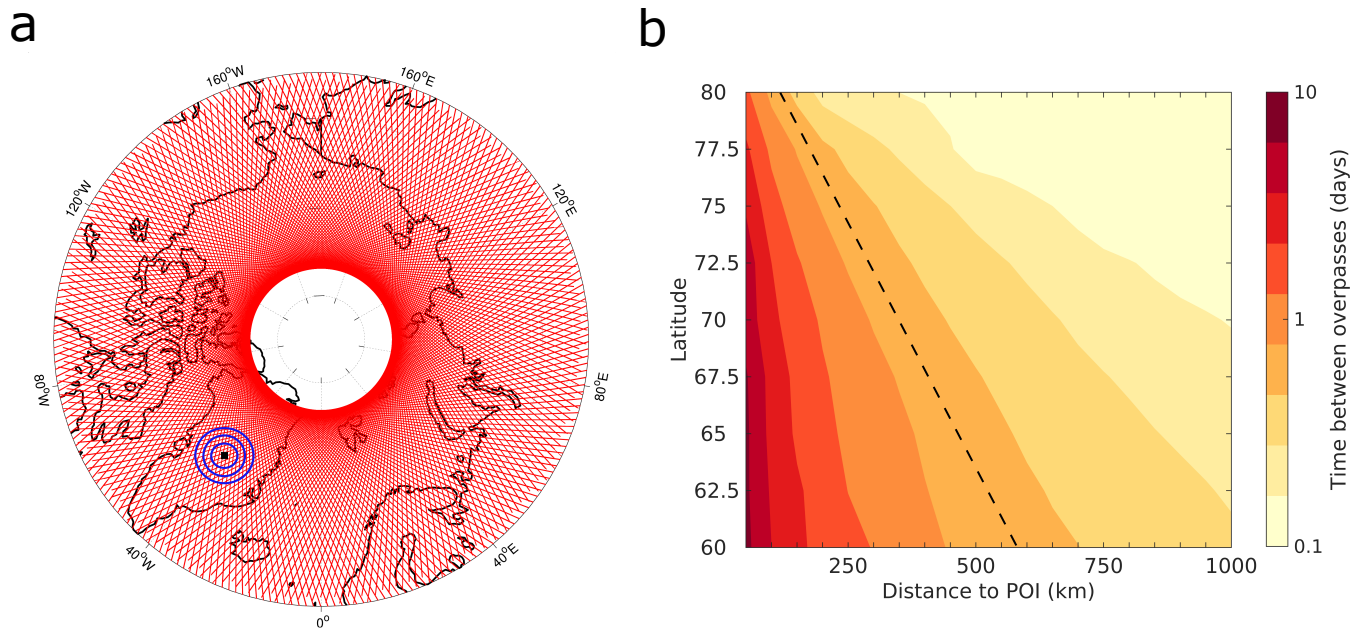 a
160°W
160°E
120°W
120°E
80°W
80°E
40°W
40°E
0°
b
80
77.5
75
72.5
70
67.5
65
62.5
60
Latitude
250
500
750
1000
Distance to POI (km)
10
1
0.1
Time between overpasses (days)